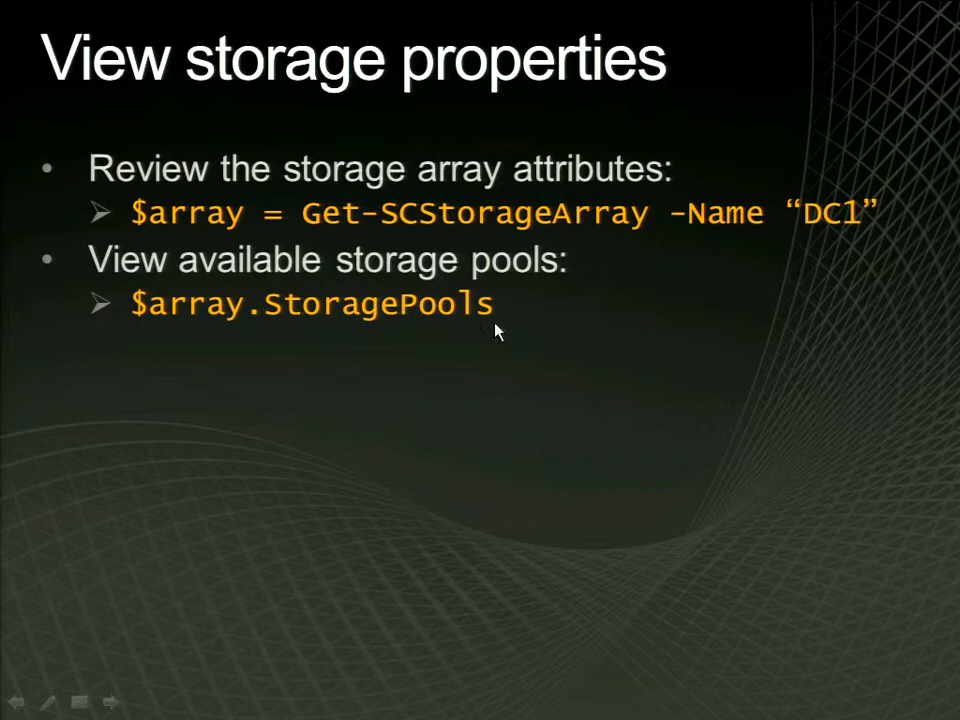 View storage properties
• Review the storage array attributes:
➢ $array = Get-SCStorageArray -Name “DC1”
• View available storage pools:
➢ $array.StoragePools